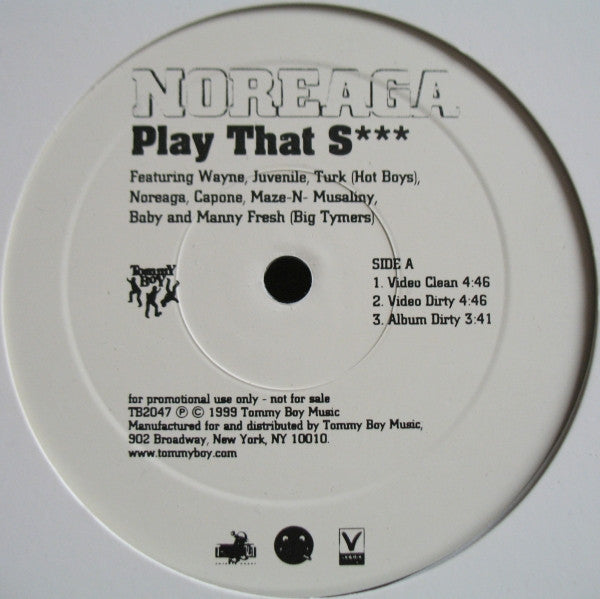 NOREAGA
Play That S***
Featuring Wayne, Juvenile, Turk (Hot Boys),
Noreaga, Capone, Maze-N- Musaliny,
Baby and Manny Fresh (Big Tymers)
Tommy
Boy
SIDE A
1. Video Clean 4:46
2. Video Dirty 4:46
3. Album Dirty 3:41
for promotional use only - not for sale
TB2047 ℗ © 1999 Tommy Boy Music
Manufactured for and distributed by Tommy Boy Music,
902 Broadway, New York, NY 10010.
www.tommyboy.com
V